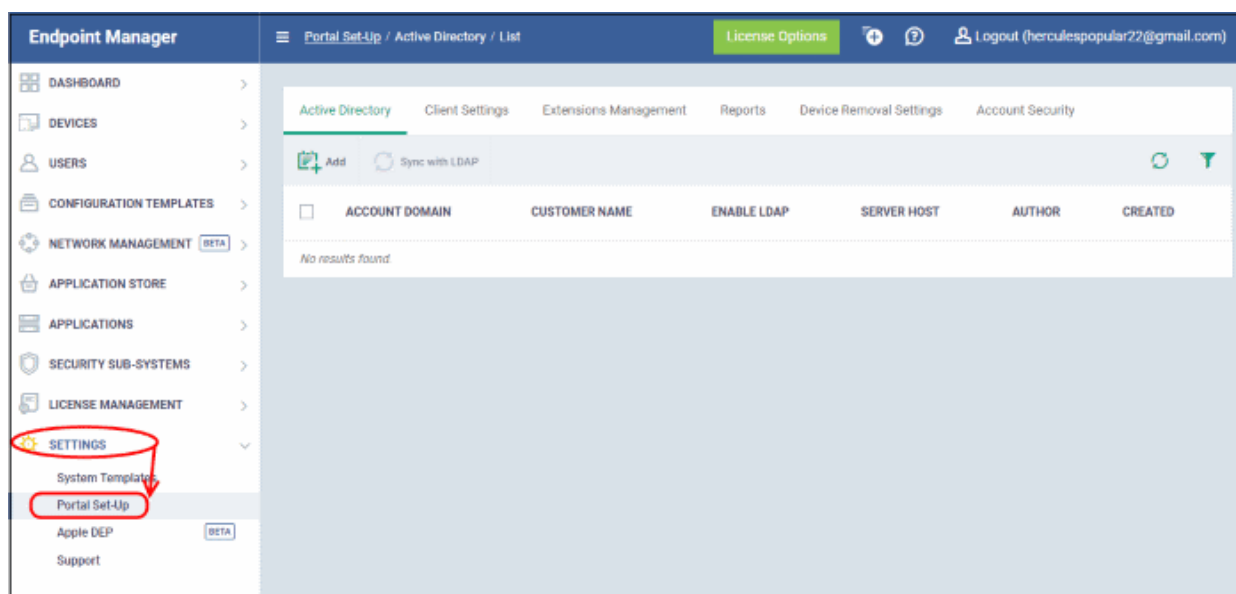 Endpoint Manager
Portal Set-Up / Active Directory / List
License Options
Logout (herculespopular22@gmail.com)
DASHBOARD
DEVICES
USERS
CONFIGURATION TEMPLATES
NETWORK MANAGEMENT BETA
APPLICATION STORE
APPLICATIONS
SECURITY SUB-SYSTEMS
LICENSE MANAGEMENT
SETTINGS
System Templates
Portal Set-Up
Apple DEP BETA
Support
Active Directory Client Settings Extensions Management Reports Device Removal Settings Account Security
Add Sync with LDAP
ACCOUNT DOMAIN CUSTOMER NAME ENABLE LDAP SERVER HOST AUTHOR CREATED
No results found.